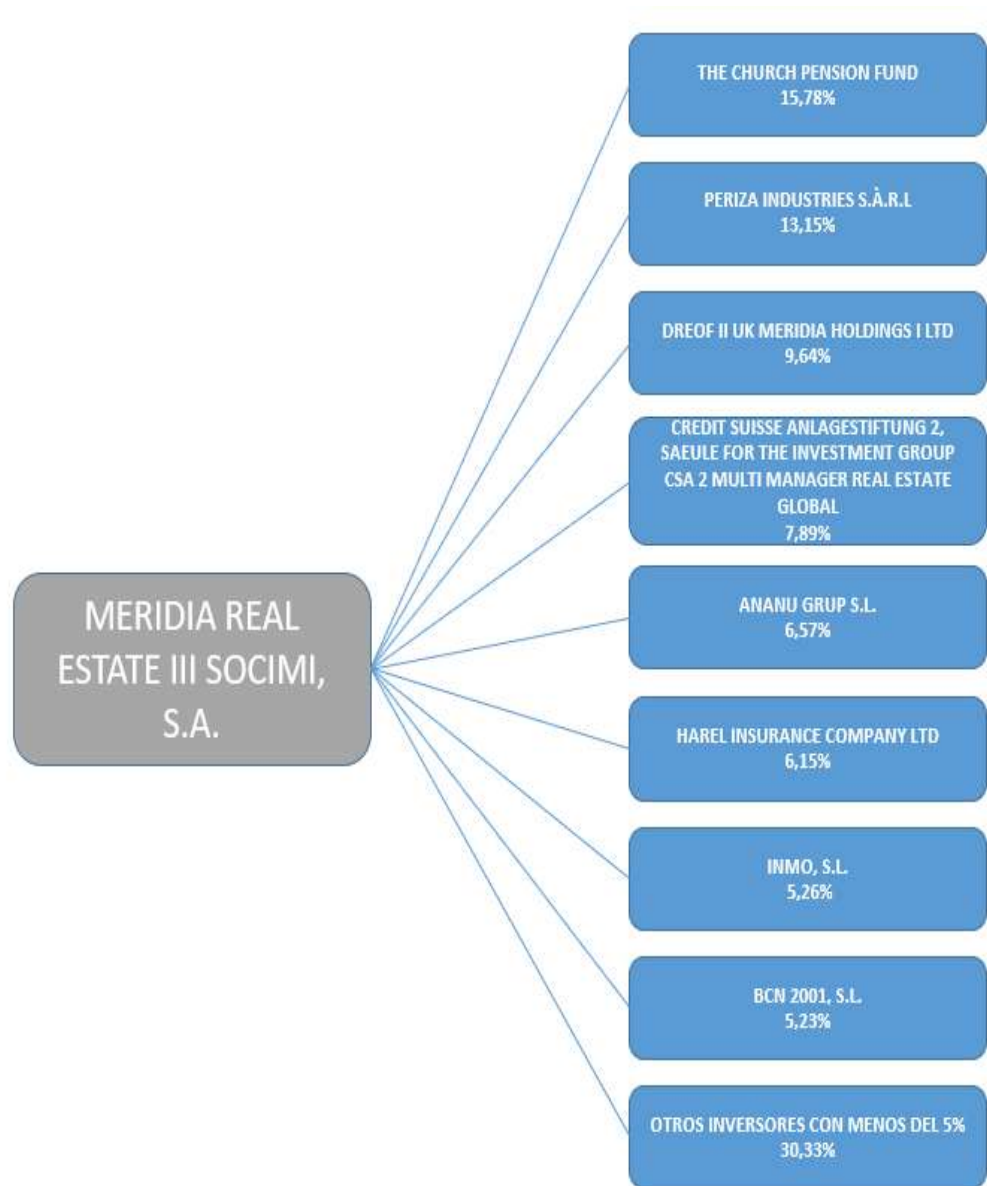 THE CHURCH PENSION FUND
15,78%
PERIZA INDUSTRIES S.À.R.L
13,15%
DREOF II UK MERIDIA HOLDINGS I LTD
9,64%
CREDIT SUISSE ANLAGESTIFTUNG 2,
SAEULE FOR THE INVESTMENT GROUP
CSA 2 MULTI MANAGER REAL ESTATE
GLOBAL
7,89%
MERIDIA REAL
ESTATE III SOCIMI,
S.A.
ANANU GRUP S.L.
6,57%
HAREL INSURANCE COMPANY LTD
6,15%
INMO, S.L.
5,26%
BCN 2001, S.L.
5,23%
OTROS INVERSORES CON MENOS DEL 5%
30,33%